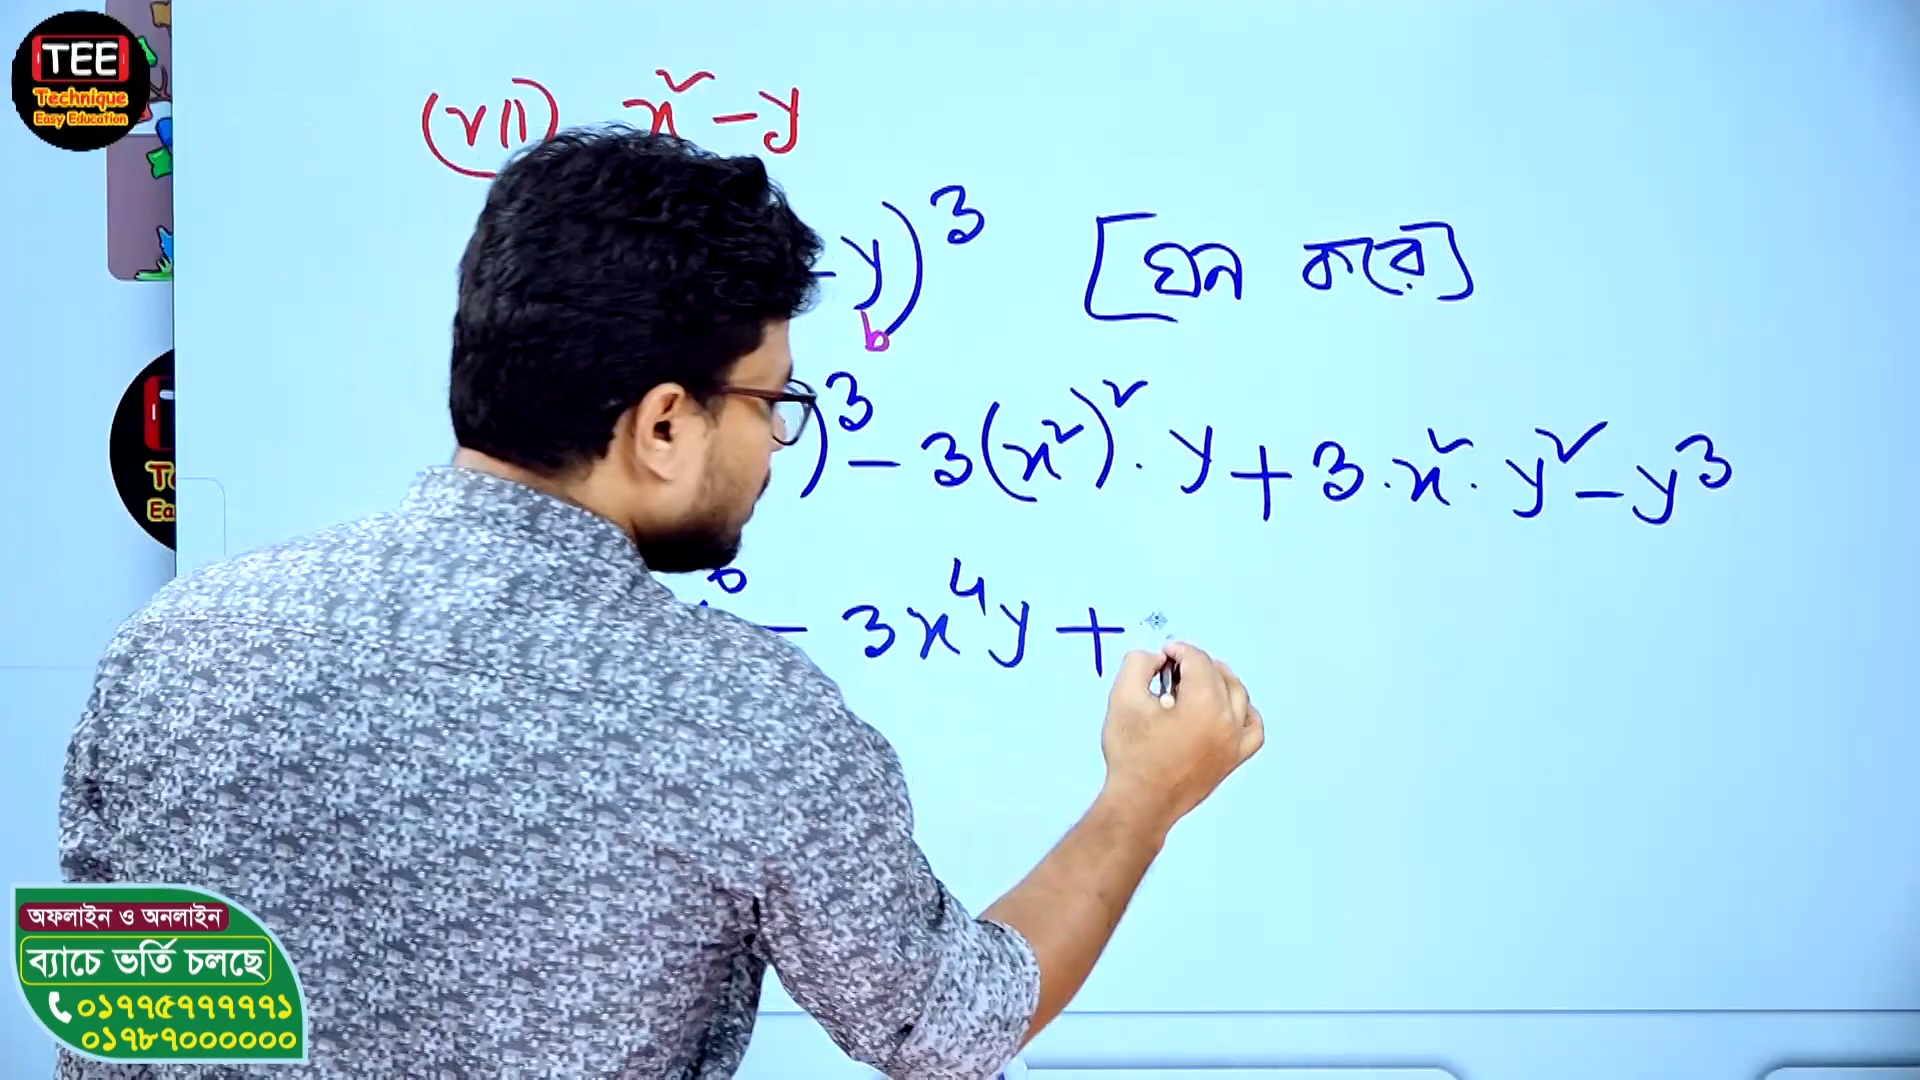 TEE
Technique
Easy Education
(vii) x² - y
- y)³ [ঘন করে]
b
)³ - 3(x²)² · y + 3 · x² · y² - y³
⁶ - 3x⁴y +
অফলাইন ও অনলাইন
ব্যাচে ভর্তি চলছে
০১৭৭৫৭৭৭৭৭১
০১৭৮৭০০০০০০